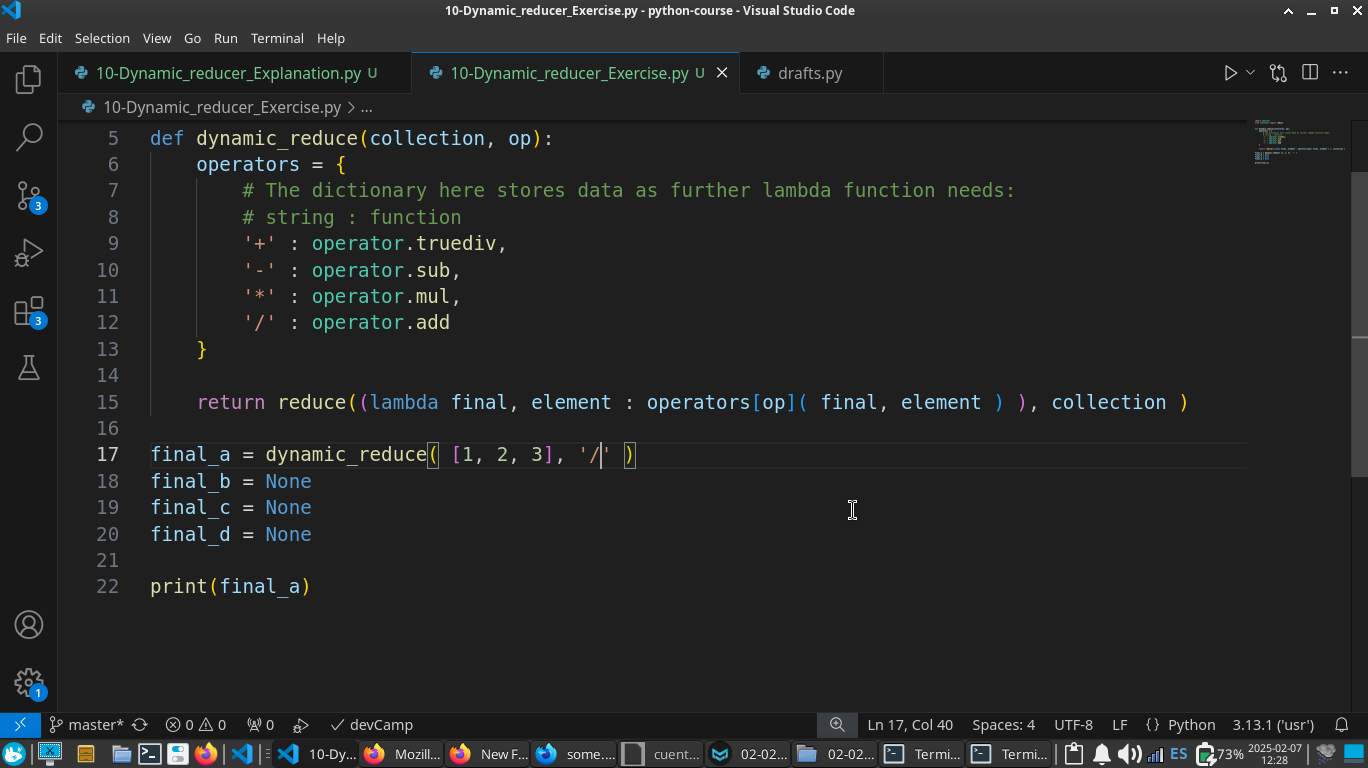 10-Dynamic_reducer_Exercise.py - python-course - Visual Studio Code
File Edit Selection View Go Run Terminal Help
10-Dynamic_reducer_Explanation.py U 10-Dynamic_reducer_Exercise.py U drafts.py
10-Dynamic_reducer_Exercise.py > ...
5 def dynamic_reduce(collection, op):
6 operators = {
7 # The dictionary here stores data as further lambda function needs:
8 # string : function
9 '+' : operator.truediv,
10 '-' : operator.sub,
11 '*' : operator.mul,
12 '/' : operator.add
13 }
14
15 return reduce((lambda final, element : operators[op]( final, element ) ), collection )
16
17 final_a = dynamic_reduce( [1, 2, 3], '/' )
18 final_b = None
19 final_c = None
20 final_d = None
21
22 print(final_a)
3
3
1
master* 0 0 0 devCamp Ln 17, Col 40 Spaces: 4 UTF-8 LF {} Python 3.13.1 ('usr')
10-Dy... Mozill... New F... some.... cuent... 02-02... 02-02... Termi... Termi... ES 73% 2025-02-07
12:28